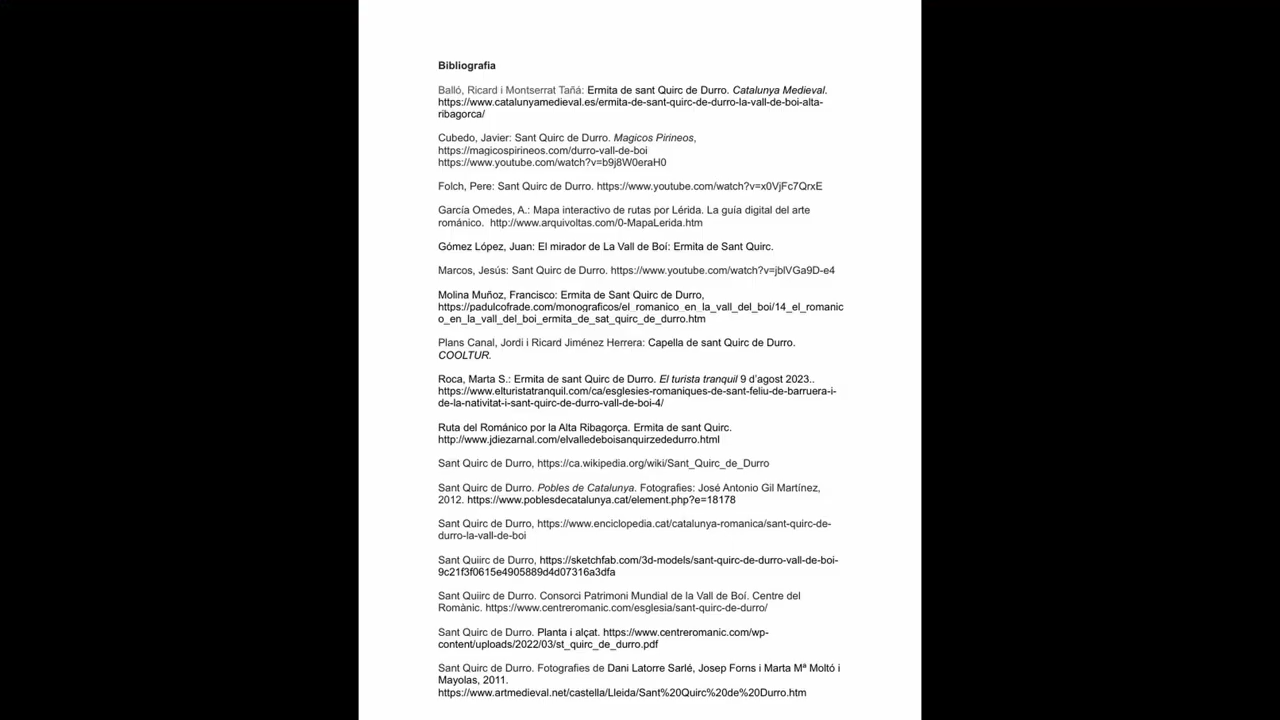 Bibliografia
Balló, Ricard i Montserrat Tañá: Ermita de sant Quirc de Durro. Catalunya Medieval.
https://www.catalunyamedieval.es/ermita-de-sant-quirc-de-durro-la-vall-de-boi-alta-
ribagorca/
Cubedo, Javier: Sant Quirc de Durro. Magicos Pirineos,
https://magicospirineos.com/durro-vall-de-boi
https://www.youtube.com/watch?v=b9j8W0eraH0
Folch, Pere: Sant Quirc de Durro. https://www.youtube.com/watch?v=x0VjFc7QrxE
García Omedes, A.: Mapa interactivo de rutas por Lérida. La guía digital del arte
románico.  http://www.arquivoltas.com/0-MapaLerida.htm
Gómez López, Juan: El mirador de La Vall de Boí: Ermita de Sant Quirc.
Marcos, Jesús: Sant Quirc de Durro. https://www.youtube.com/watch?v=jblVGa9D-e4
Molina Muñoz, Francisco: Ermita de Sant Quirc de Durro,
https://padulcofrade.com/monograficos/el_romanico_en_la_vall_del_boi/14_el_romanic
o_en_la_vall_del_boi_ermita_de_sat_quirc_de_durro.htm
Plans Canal, Jordi i Ricard Jiménez Herrera: Capella de sant Quirc de Durro.
COOLTUR.
Roca, Marta S.: Ermita de sant Quirc de Durro. El turista tranquil 9 d'agost 2023..
https://www.elturistatranquil.com/ca/esglesies-romaniques-de-sant-feliu-de-barruera-i-
de-la-nativitat-i-sant-quirc-de-durro-vall-de-boi-4/
Ruta del Románico por la Alta Ribagorça. Ermita de sant Quirc.
http://www.jdiezarnal.com/elvalledeboisanquirzededurro.html
Sant Quirc de Durro, https://ca.wikipedia.org/wiki/Sant_Quirc_de_Durro
Sant Quirc de Durro. Pobles de Catalunya. Fotografies: José Antonio Gil Martínez,
2012. https://www.poblesdecatalunya.cat/element.php?e=18178
Sant Quirc de Durro, https://www.enciclopedia.cat/catalunya-romanica/sant-quirc-de-
durro-la-vall-de-boi
Sant Quiirc de Durro, https://sketchfab.com/3d-models/sant-quirc-de-durro-vall-de-boi-
9c21f3f0615e4905889d4d07316a3dfa
Sant Quiirc de Durro. Consorci Patrimoni Mundial de la Vall de Boí. Centre del
Romànic. https://www.centreromanic.com/esglesia/sant-quirc-de-durro/
Sant Quirc de Durro. Planta i alçat. https://www.centreromanic.com/wp-
content/uploads/2022/03/st_quirc_de_durro.pdf
Sant Quirc de Durro. Fotografies de Dani Latorre Sarlé, Josep Forns i Marta Mª Moltó i
Mayolas, 2011.
https://www.artmedieval.net/castella/Lleida/Sant%20Quirc%20de%20Durro.htm